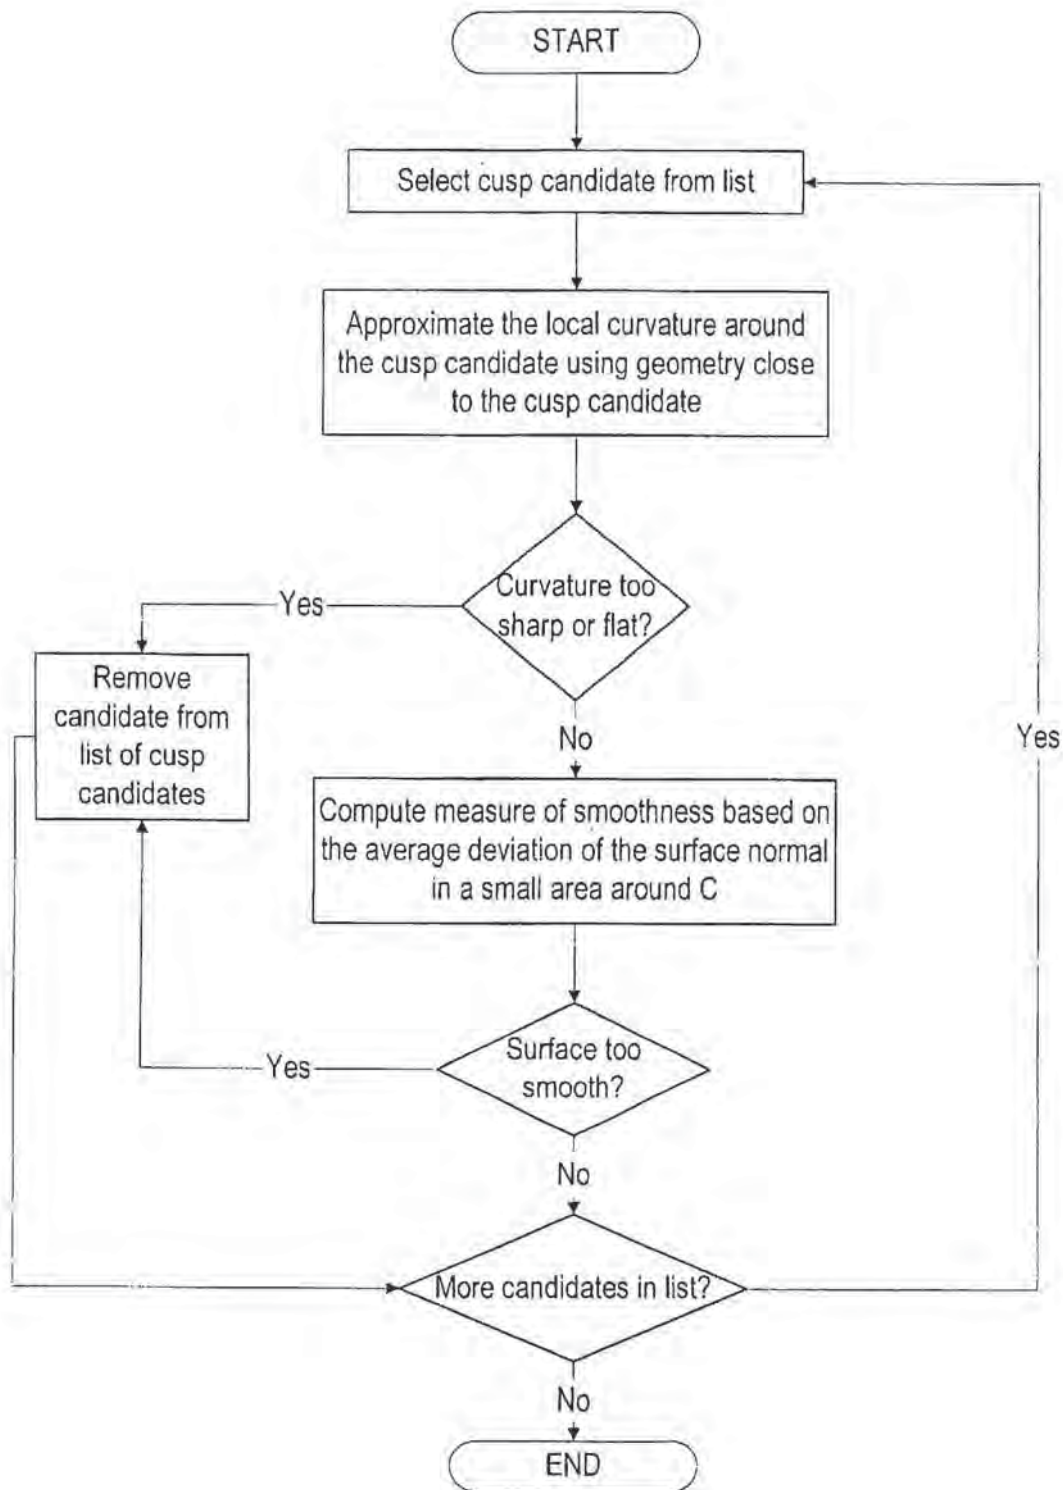 START
Select cusp candidate from list
Approximate the local curvature around
the cusp candidate using geometry close
to the cusp candidate
Curvature too
sharp or flat?
Yes
Remove
candidate from
list of cusp
candidates
No
Yes
Compute measure of smoothness based on
the average deviation of the surface normal
in a small area around C
Surface too
smooth?
Yes
No
More candidates in list?
No
END